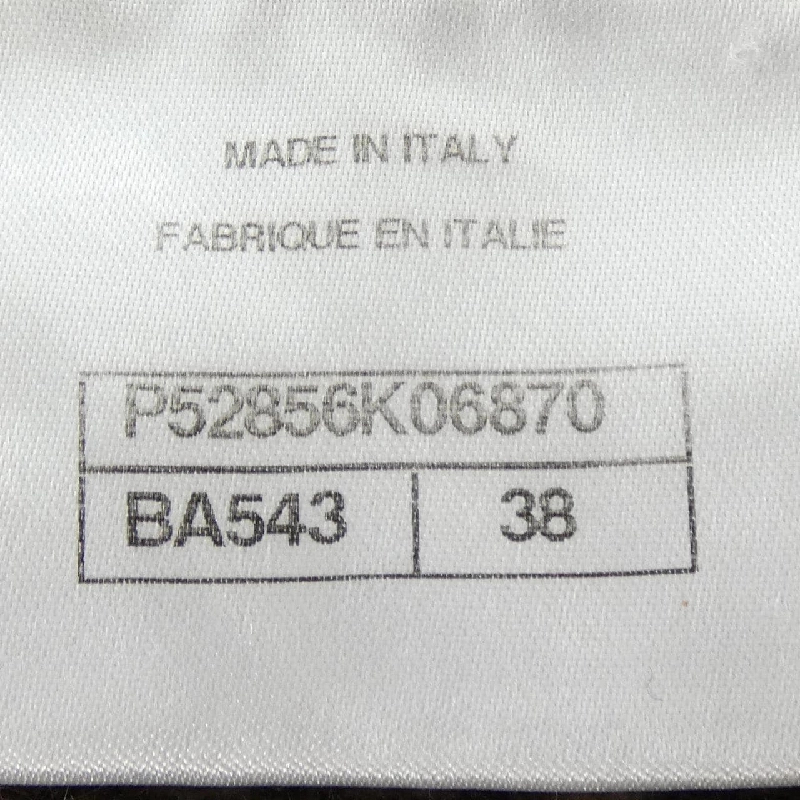 MADE IN ITALY
FABRIQUE EN ITALIE
P52856K06870
BA543 38